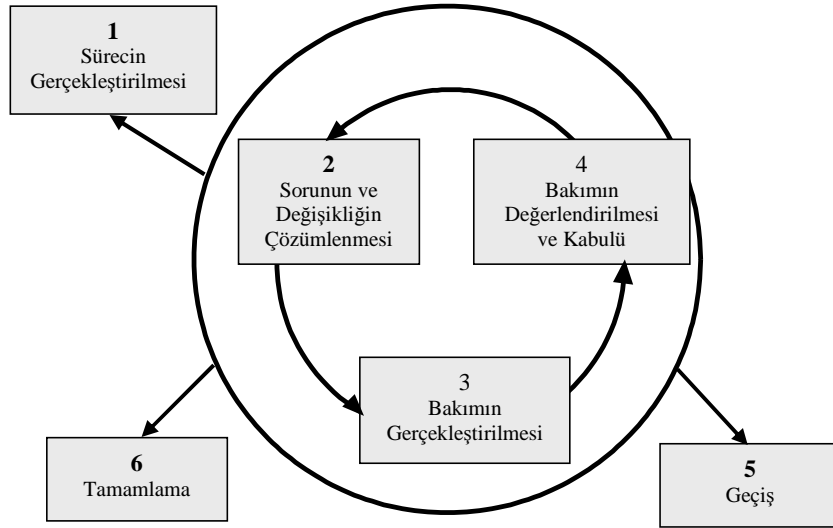 1
Sürecin
Gerçekleştirilmesi
2
Sorunun ve
Değişikliğin
Çözümlenmesi
4
Bakımın
Değerlendirilmesi
ve Kabulü
3
Bakımın
Gerçekleştirilmesi
6
Tamamlama
5
Geçiş